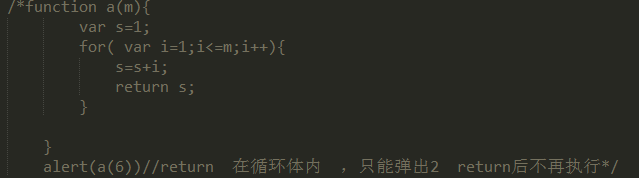 /*function a(m){
var s=1;
for( var i=1;i<=m;i++){
s=s+i;
return s;
}
}
alert(a(6))//return 在循环体内 ，只能弹出2 return后不再执行*/